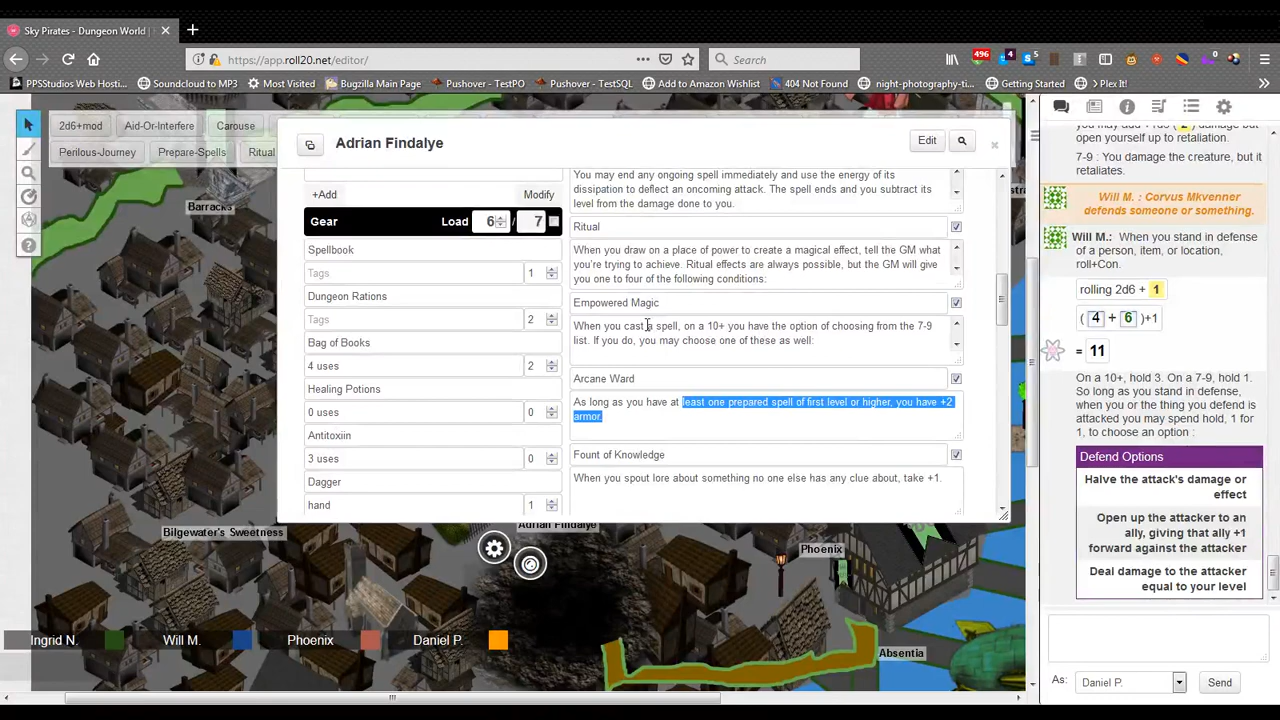 Sky Pirates - Dungeon World |
https://app.roll20.net/editor/
Search
496
4
5
0
PPSStudios Web Hosti...
Soundcloud to MP3
Most Visited
Bugzilla Main Page
Pushover - TestPO
Pushover - TestSQL
Add to Amazon Wishlist
404 Not Found
night-photography-ti...
Getting Started
Plex It!
2d6+mod
Aid-Or-Interfere
Carouse
Perilous-Journey
Prepare-Spells
Ritual
Barracks
Adrian Findalye
Edit
+Add
Modify
Gear
Load
6
/
7
Spellbook
Tags
1
Dungeon Rations
Tags
2
Bag of Books
4 uses
2
Healing Potions
0 uses
0
Antitoxiin
3 uses
0
Dagger
hand
1
You may end any ongoing spell immediately and use the energy of its
dissipation to deflect an oncoming attack. The spell ends and you subtract its
level from the damage done to you.
Ritual
When you draw on a place of power to create a magical effect, tell the GM what
you're trying to achieve. Ritual effects are always possible, but the GM will give
you one to four of the following conditions:
Empowered Magic
When you cast a spell, on a 10+ you have the option of choosing from the 7-9
list. If you do, you may choose one of these as well:
Arcane Ward
As long as you have at least one prepared spell of first level or higher, you have +2
armor.
Fount of Knowledge
When you spout lore about something no one else has any clue about, take +1.
Adrian Findalye
Bilgewater's Sweetness
Phoenix
Absentia
Ingrid N.
Will M.
Phoenix
Daniel P.
damage but
open yourself up to retaliation.
7-9 : You damage the creature, but it
retaliates.
Will M. : Corvus Mkvenner
defends someone or something.
Will M.: When you stand in defense
of a person, item, or location,
roll+Con.
rolling 2d6 + 1
( 4 + 6 )+1
= 11
On a 10+, hold 3. On a 7-9, hold 1.
So long as you stand in defense,
when you or the thing you defend is
attacked you may spend hold, 1 for
1, to choose an option :
Defend Options
Halve the attack's damage or
effect
Open up the attacker to an
ally, giving that ally +1
forward against the attacker
Deal damage to the attacker
equal to your level
As:
Daniel P.
Send